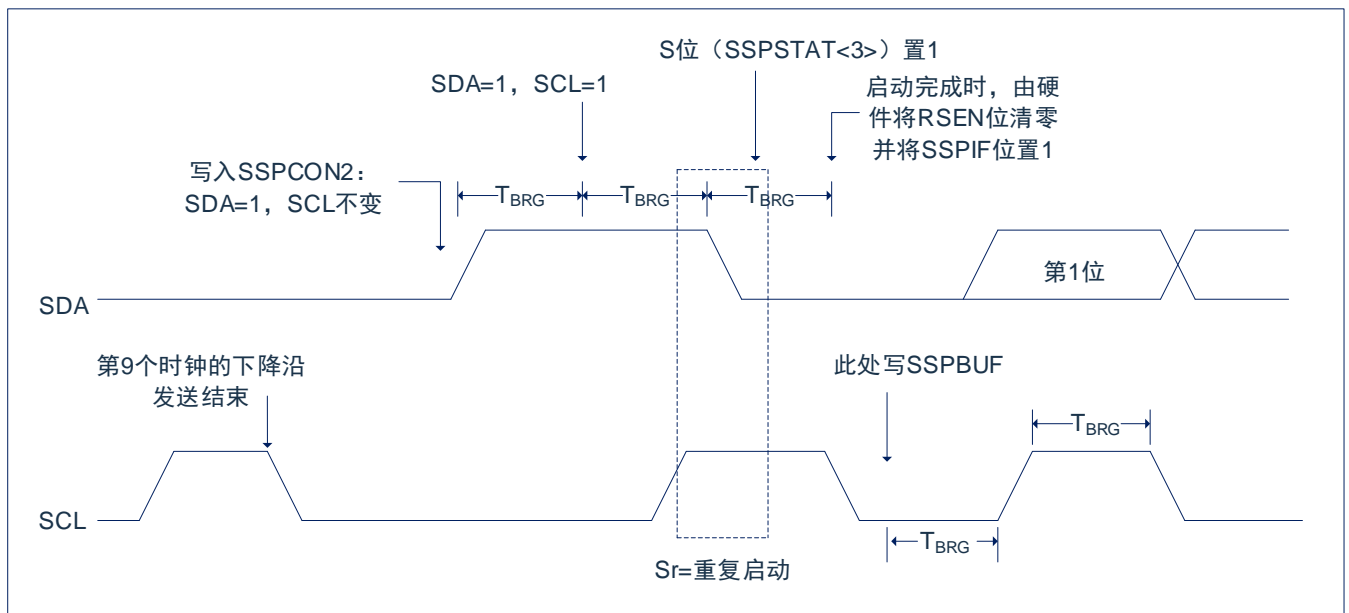 S位（SSPSTAT<3>）置1
SDA=1，SCL=1
启动完成时，由硬
件将RSEN位清零
并将SSPIF位置1
写入SSPCON2：
SDA=1，SCL不变
TBRG
TBRG
TBRG
第1位
SDA
第9个时钟的下降沿
发送结束
此处写SSPBUF
TBRG
SCL
TBRG
Sr=重复启动